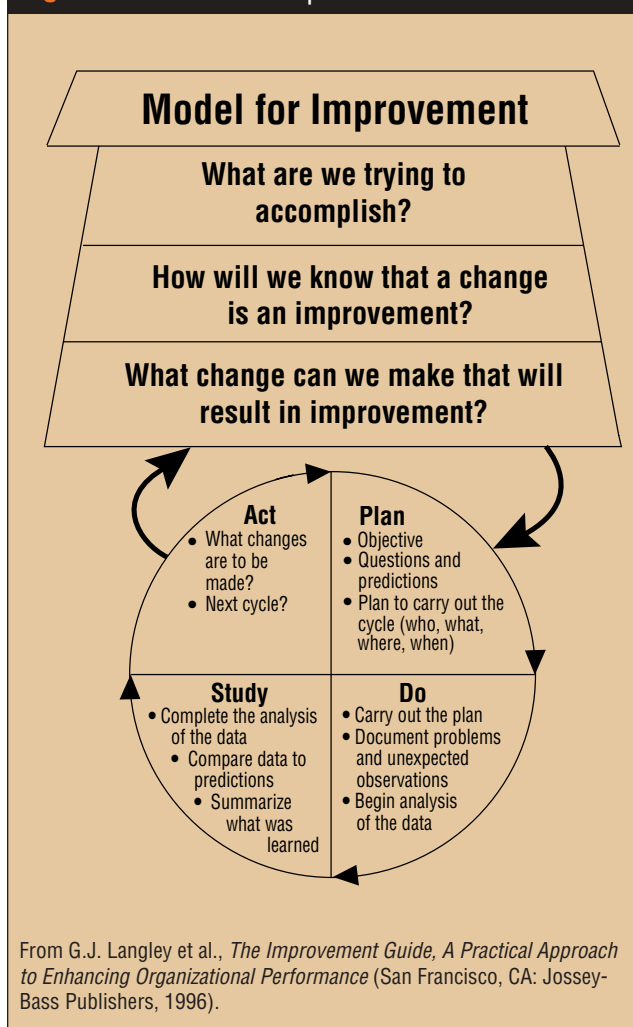 Model for Improvement
What are we trying to
accomplish?
How will we know that a change
is an improvement?
What change can we make that will
result in improvement?
Act
• What changes
are to be
made?
• Next cycle?
Plan
• Objective
• Questions and
predictions
• Plan to carry out the
cycle (who, what,
where, when)
Study
• Complete the analysis
of the data
• Compare data to
predictions
• Summarize
what was
learned
Do
• Carry out the plan
• Document problems
and unexpected
observations
• Begin analysis
of the data
From G.J. Langley et al., The Improvement Guide, A Practical Approach
to Enhancing Organizational Performance (San Francisco, CA: Jossey-
Bass Publishers, 1996).